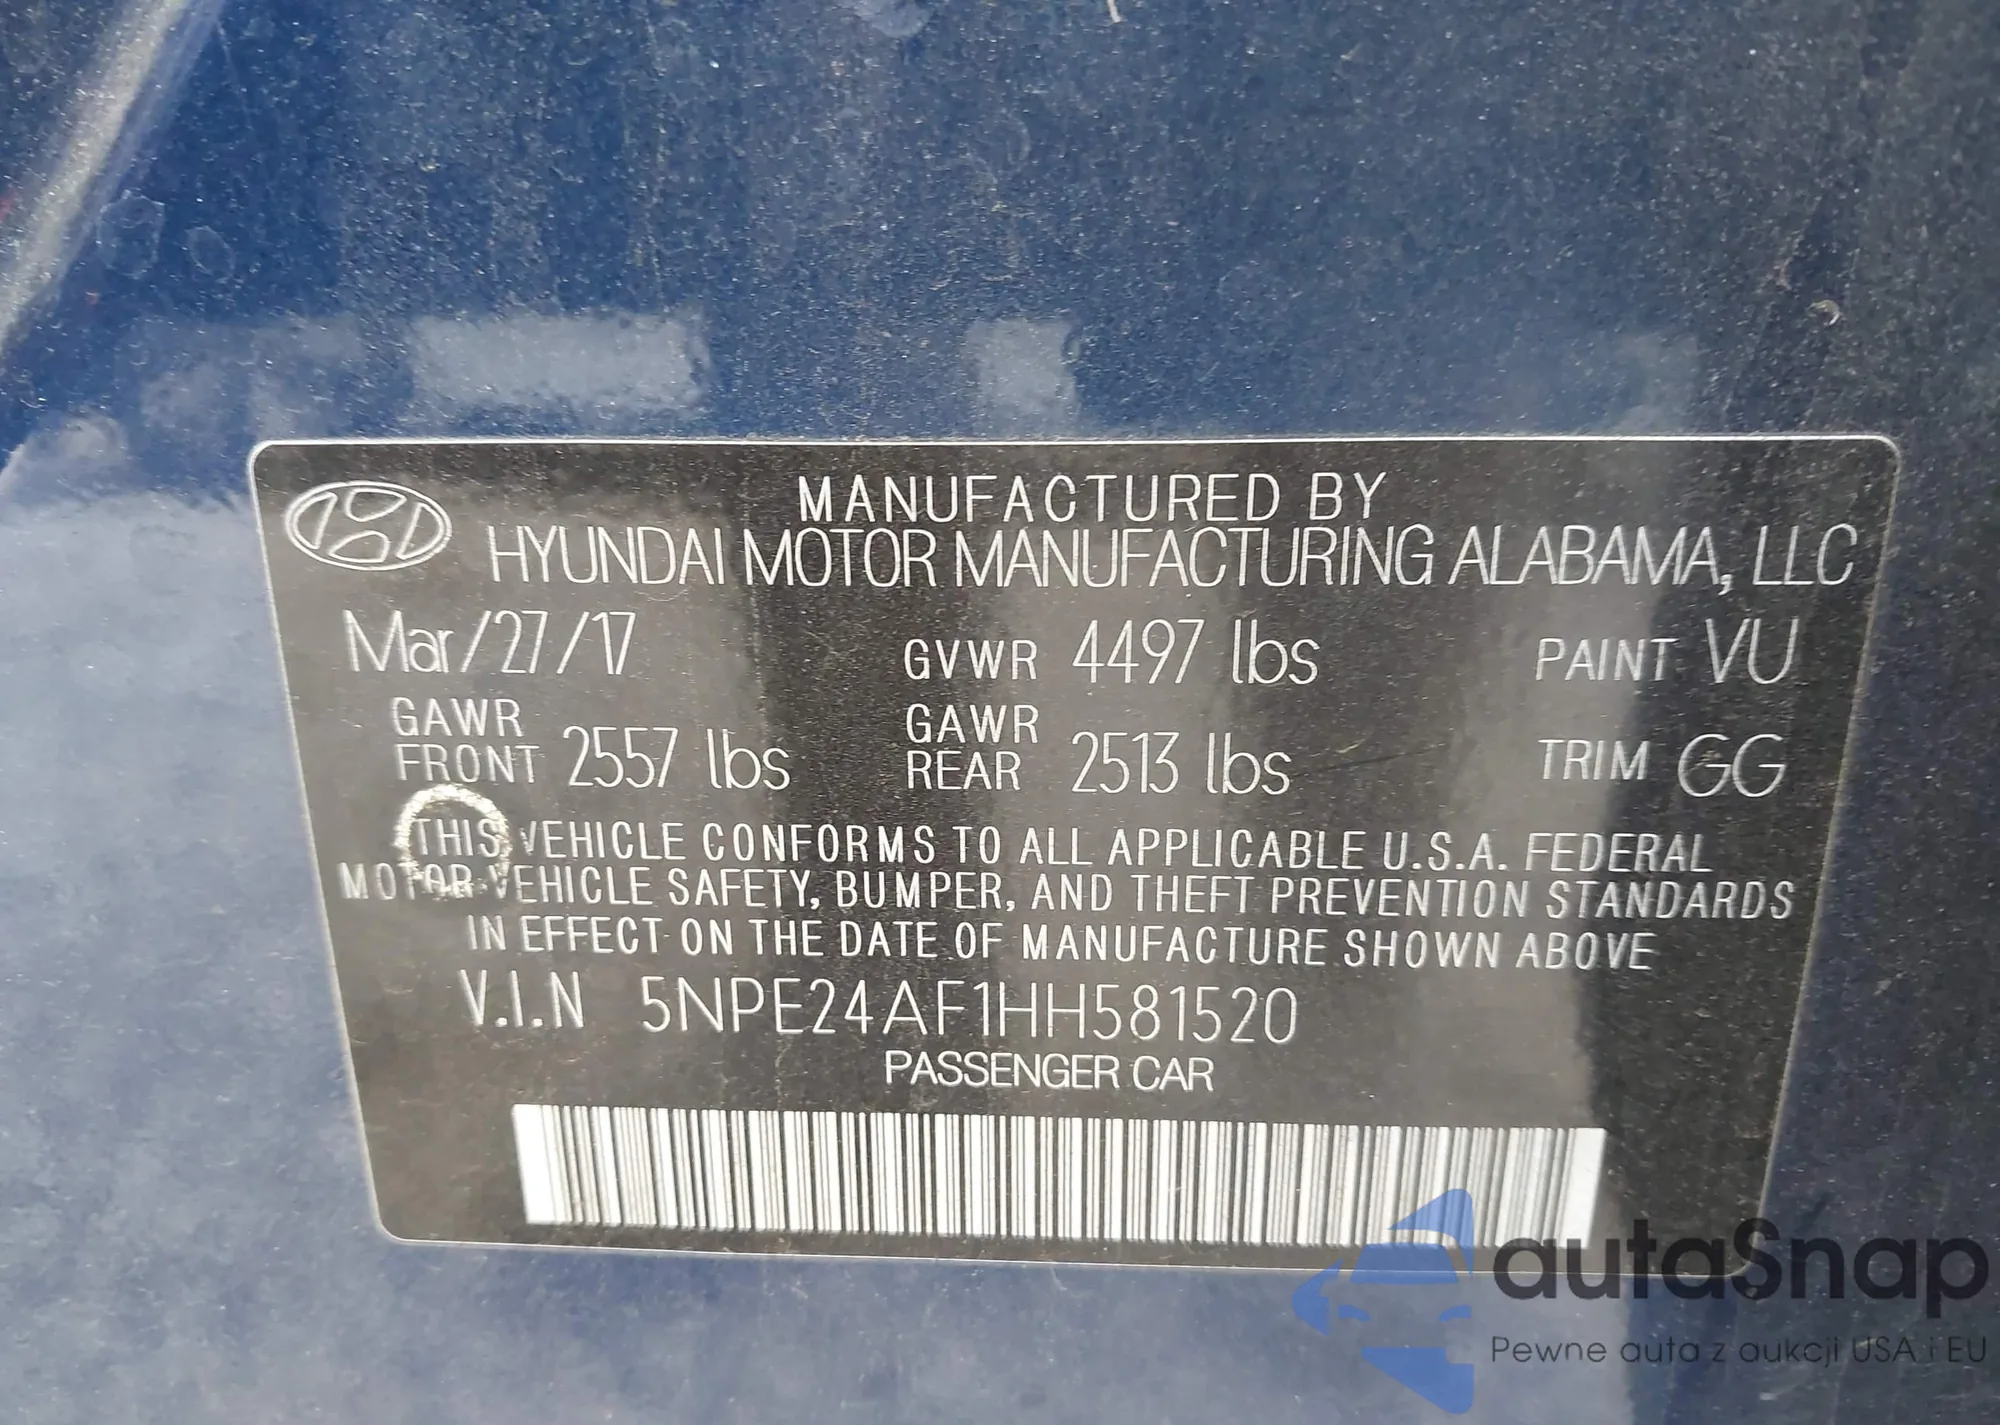 MANUFACTURED BY
HYUNDAI MOTOR MANUFACTURING ALABAMA, LLC
Mar/27/17 GVWR 4497 lbs PAINT VU
GAWR FRONT 2557 lbs GAWR REAR 2513 lbs TRIM GG
THIS VEHICLE CONFORMS TO ALL APPLICABLE U.S.A. FEDERAL
MOTOR VEHICLE SAFETY, BUMPER, AND THEFT PREVENTION STANDARDS
IN EFFECT ON THE DATE OF MANUFACTURE SHOWN ABOVE
V.I.N 5NPE24AF1HH581520
PASSENGER CAR
autaSnap
Pewne auta z aukcji USA i EU